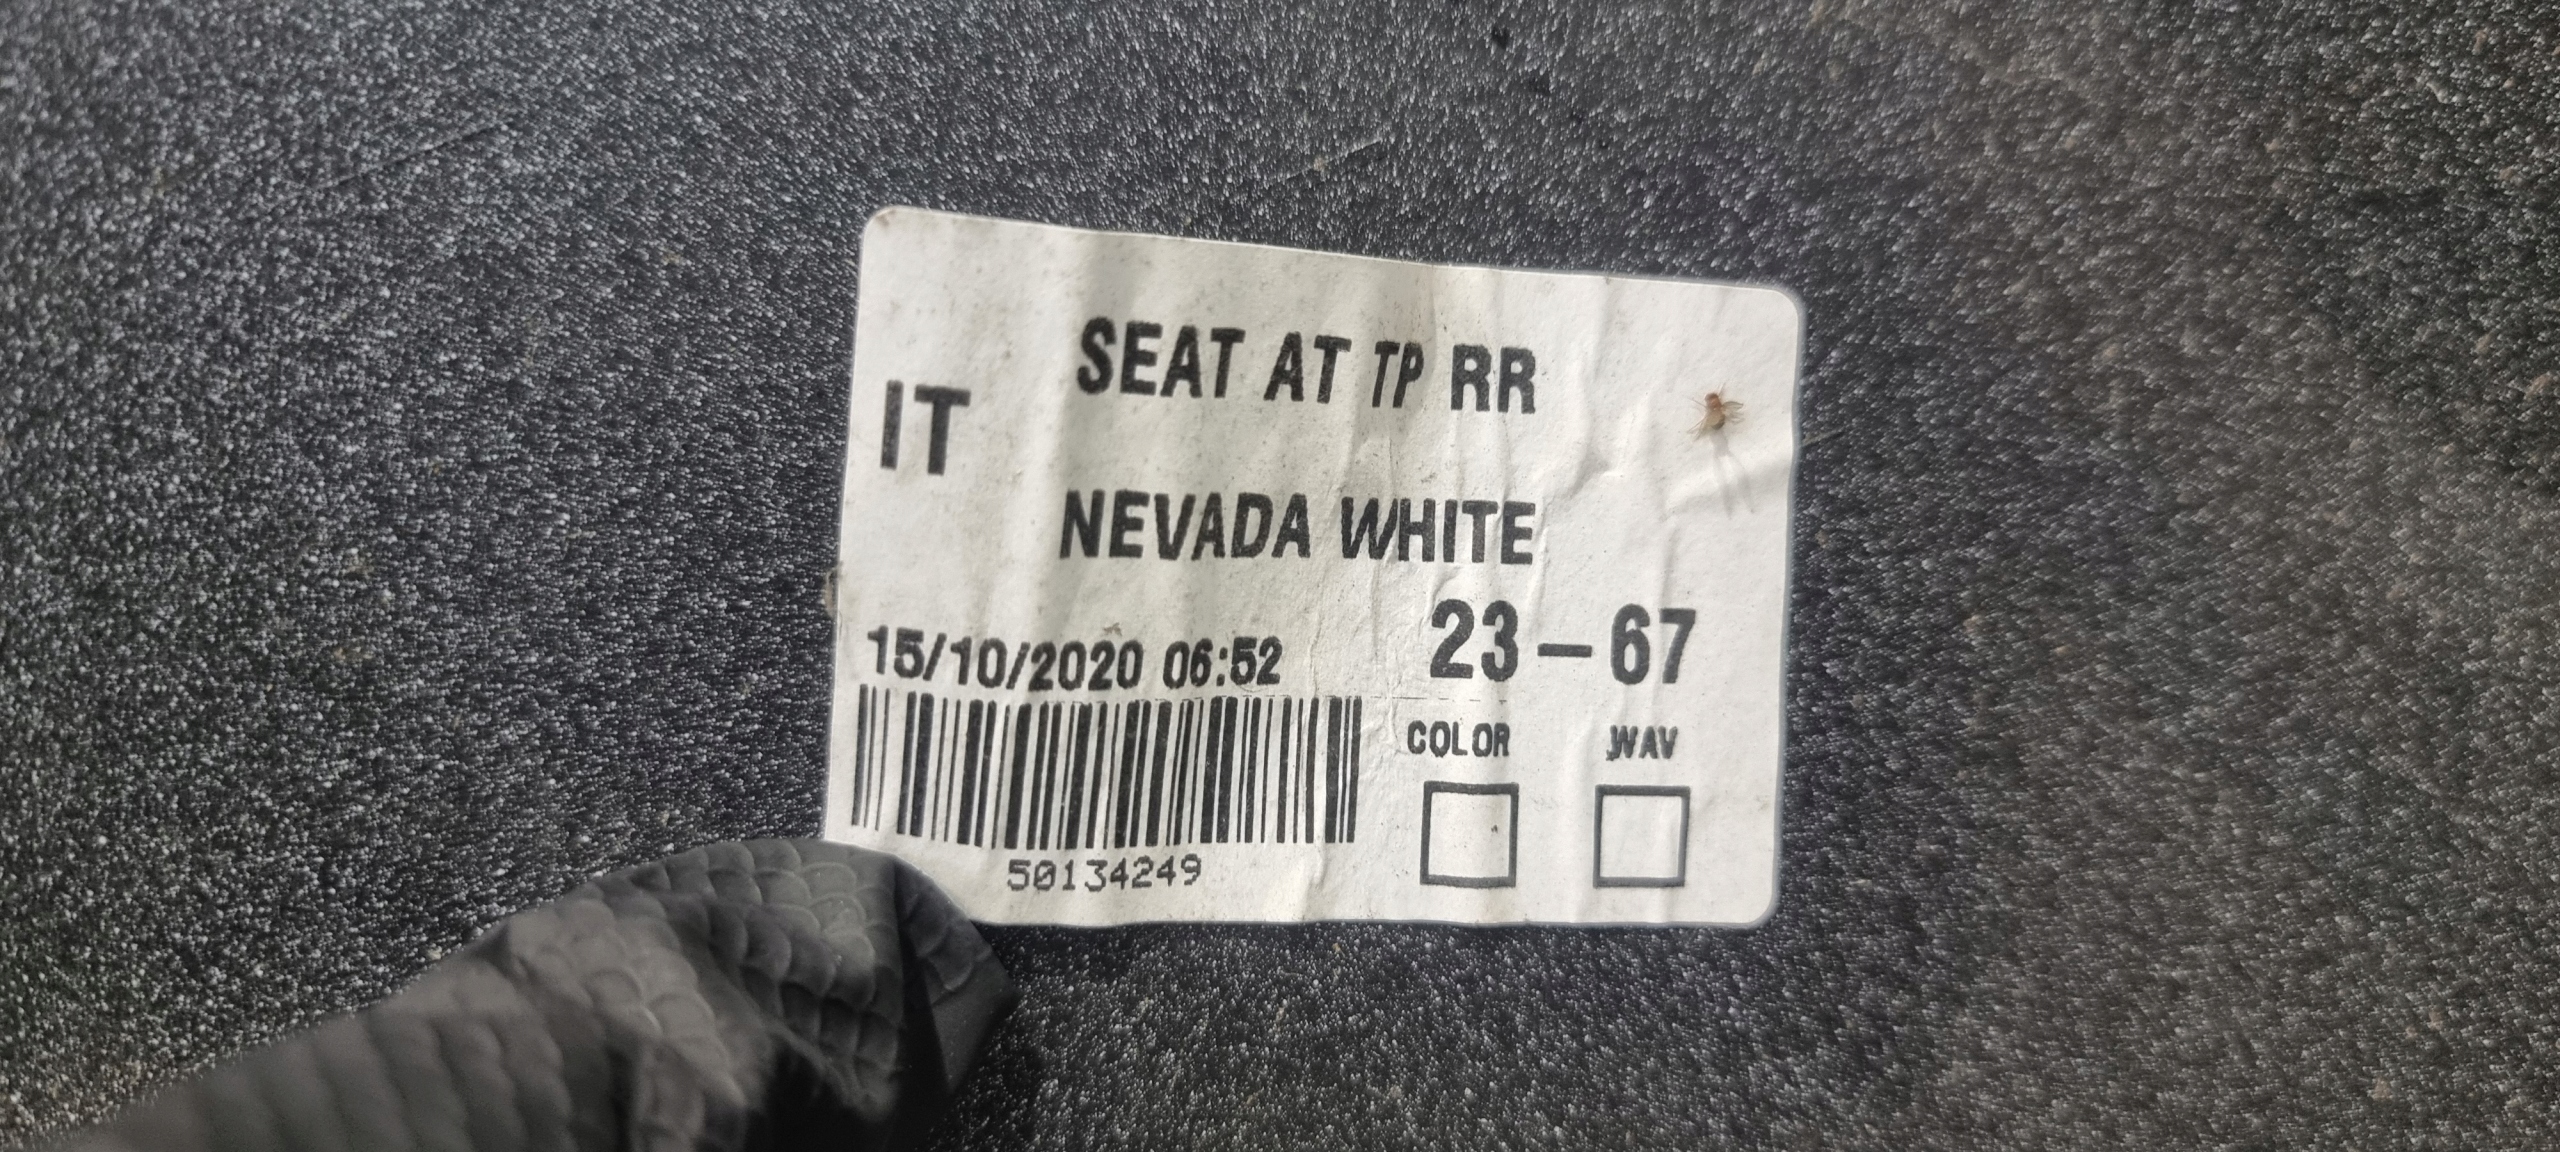 SEAT AT TP RR
IT
NEVADA WHITE
23 - 67
15/10/2020 06:52
COLOR WAV
50134249